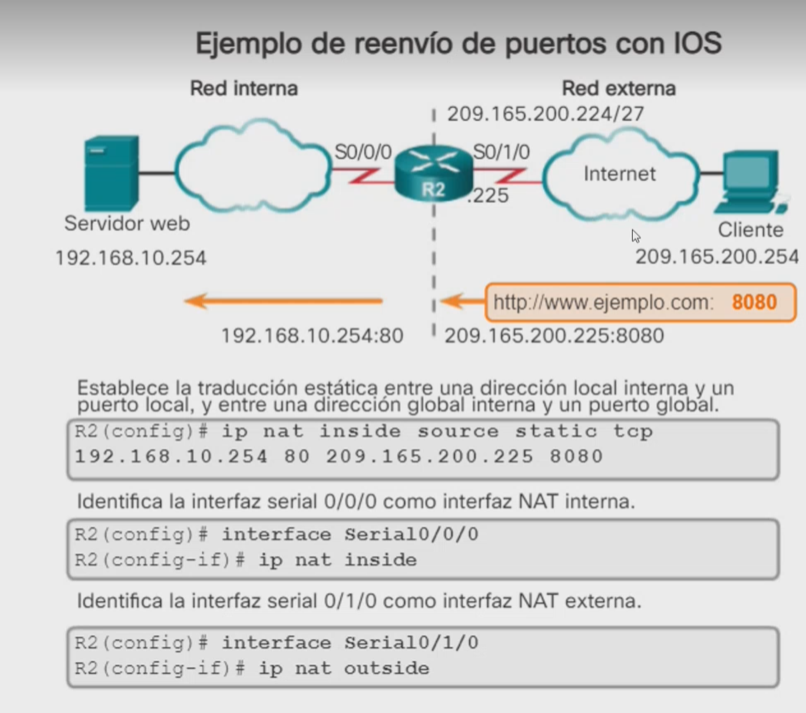 Ejemplo de reenvío de puertos con IOS
Red interna
Red externa
209.165.200.224/27
S0/0/0
S0/1/0
Internet
R2
.225
Servidor web
192.168.10.254
Cliente
209.165.200.254
http://www.ejemplo.com: 8080
192.168.10.254:80
209.165.200.225:8080
Establece la traducción estática entre una dirección local interna y un
puerto local, y entre una dirección global interna y un puerto global.
R2(config)# ip nat inside source static tcp
192.168.10.254 80 209.165.200.225 8080
Identifica la interfaz serial 0/0/0 como interfaz NAT interna.
R2(config)# interface Serial0/0/0
R2(config-if)# ip nat inside
Identifica la interfaz serial 0/1/0 como interfaz NAT externa.
R2(config)# interface Serial0/1/0
R2(config-if)# ip nat outside